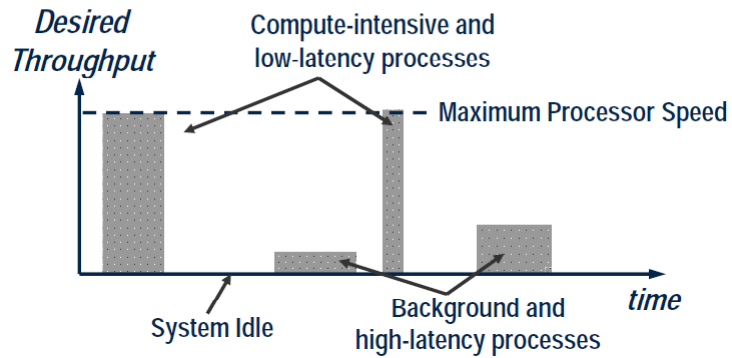 Desired
Throughput
Compute-intensive and
low-latency processes
Maximum Processor Speed
System Idle
Background and
high-latency processes
time